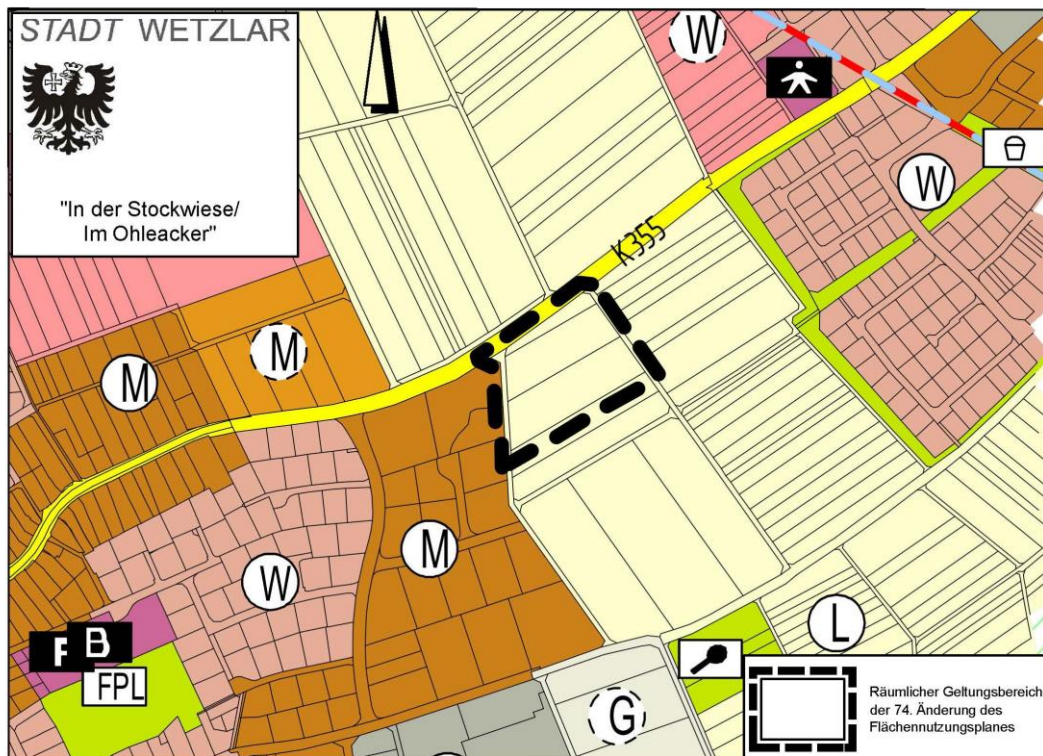 STADT WETZLAR
"In der Stockwiese/
Im Ohleacker"
W
W
K355
M
M
M
W
F B
FPL
L
G
Räumlicher Geltungsbereich
der 74. Änderung des
Flächennutzungsplanes